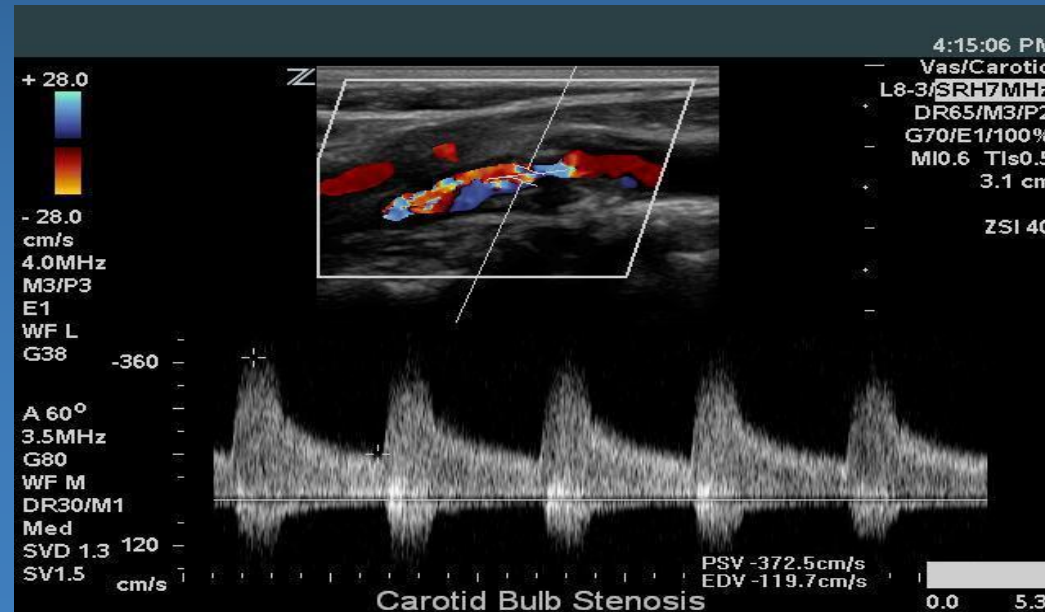 4:15:06 PM
Vas/Carotid
L8-3/SRH7MHz
DR65/M3/P2
G70/E1/100%
MI0.6 TIs0.5
3.1 cm
ZSI 40
+ 28.0
- 28.0
cm/s
4.0MHz
M3/P3
E1
WF L
G38
Z
-360
A 60°
3.5MHz
G80
WF M
DR30/M1
Med
SVD 1.3
SV1.5
120
cm/s
PSV -372.5cm/s
EDV -119.7cm/s
Carotid Bulb Stenosis
0.0 5.3